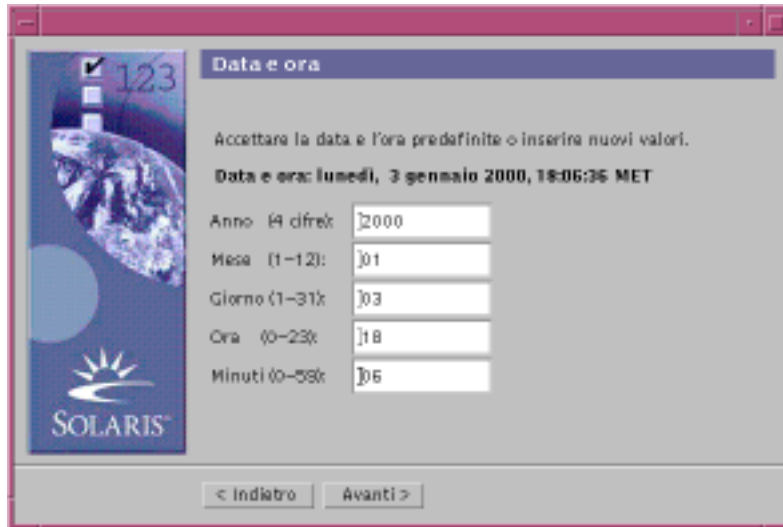 Data e ora
123
Accettare la data e l'ora predefinite o inserire nuovi valori.
Data e ora: lunedì, 3 gennaio 2000, 18:06:36 MET
Anno (4 cifre): 2000
Mese (1-12): 01
Giorno (1-31): 03
Ora (0-23): 18
Minuti (0-59): 06
SOLARIS
< Indietro
Avanti >